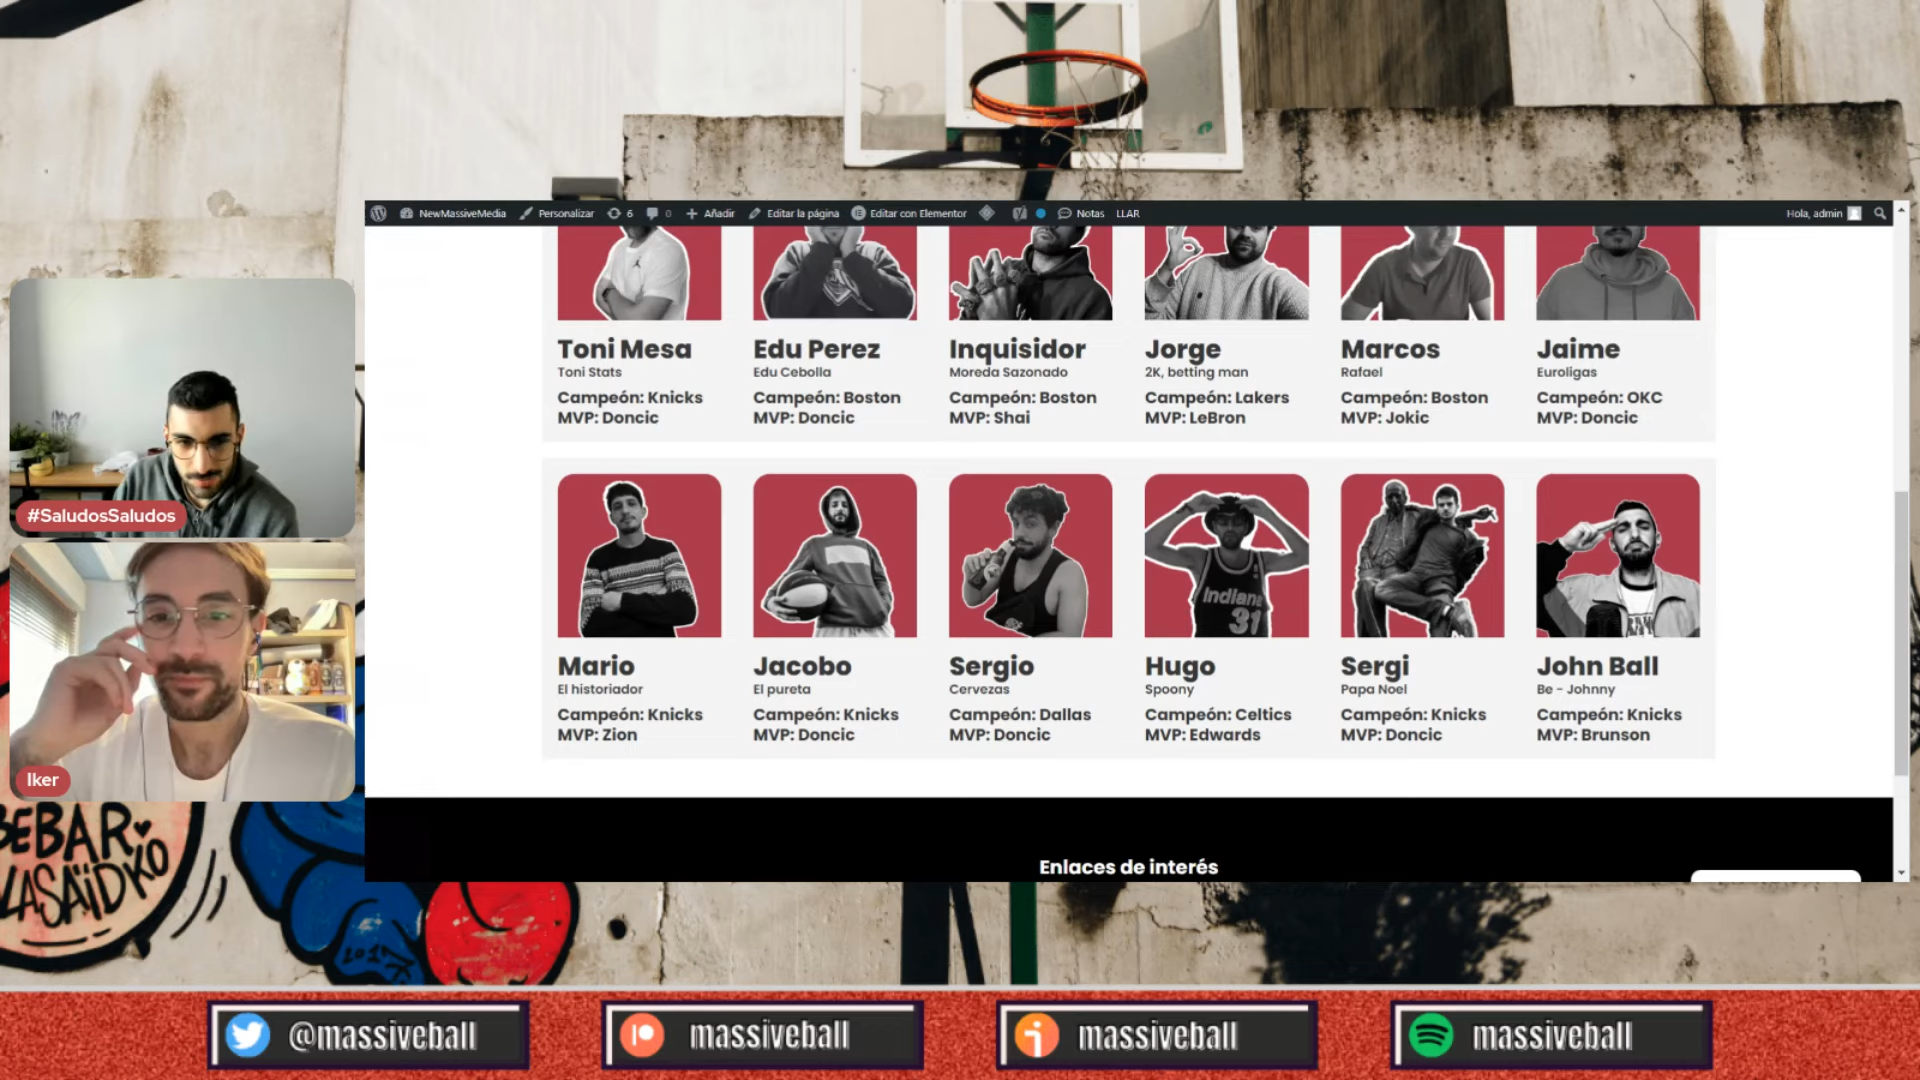 NewMassiveMedia Personalizar 6 0 Añadir Editar la página Editar con Elementor Notas LLAR Hola, admin
Toni Mesa
Toni Stats
Campeón: Knicks
MVP: Doncic
Edu Perez
Edu Cebolla
Campeón: Boston
MVP: Doncic
Inquisidor
Moreda Sazonado
Campeón: Boston
MVP: Shai
Jorge
2K, betting man
Campeón: Lakers
MVP: LeBron
Marcos
Rafael
Campeón: Boston
MVP: Jokic
Jaime
Euroligas
Campeón: OKC
MVP: Doncic
Indiana
31
Mario
El historiador
Campeón: Knicks
MVP: Zion
Jacobo
El pureta
Campeón: Knicks
MVP: Doncic
Sergio
Cervezas
Campeón: Dallas
MVP: Doncic
Hugo
Spoony
Campeón: Celtics
MVP: Edwards
Sergi
Papa Noel
Campeón: Knicks
MVP: Doncic
John Ball
Be - Johnny
Campeón: Knicks
MVP: Brunson
Enlaces de interés
#SaludosSaludos
Iker
@massiveball
massiveball
massiveball
massiveball